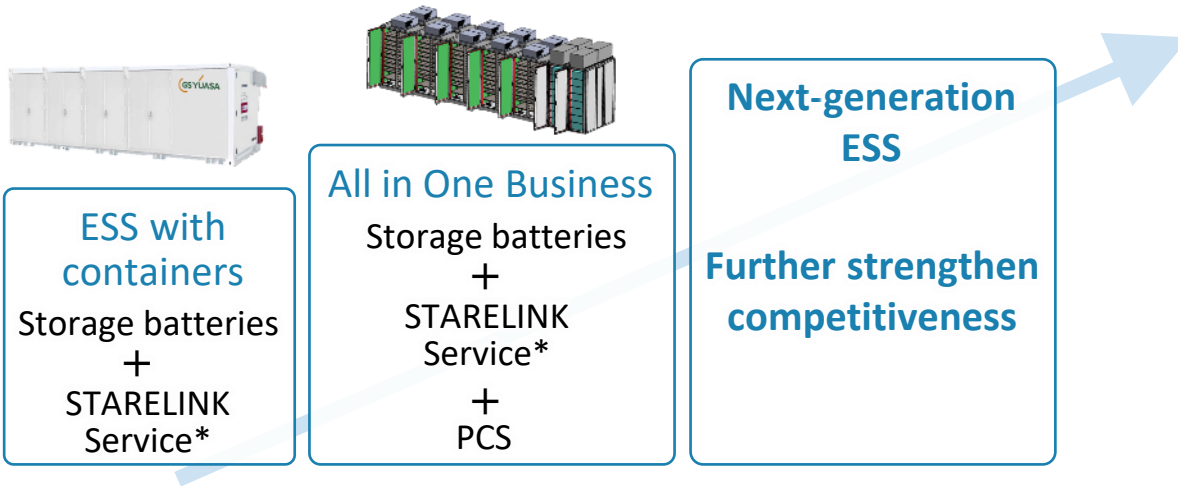 GS YUASA
ESS with
containers
Storage batteries
+
STARELINK
Service*
All in One Business
Storage batteries
+
STARELINK
Service*
+
PCS
Next-generation
ESS
Further strengthen
competitiveness